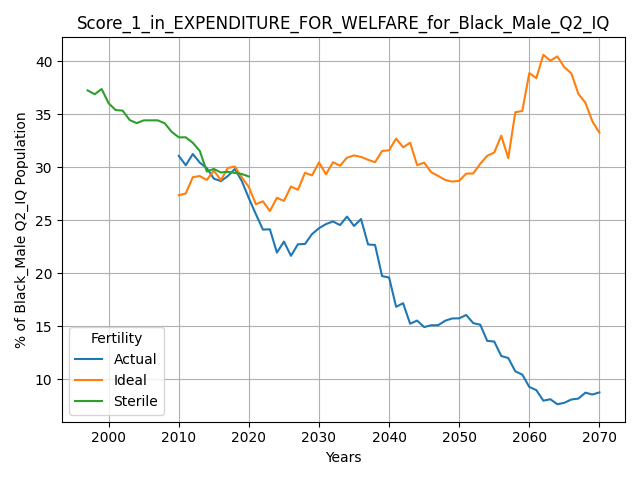 Score_1_in_EXPENDITURE_FOR_WELFARE_for_Black_Male_Q2_IQ
% of Black_Male Q2_IQ Population
40
35
30
25
20
15
10
Fertility
Actual
Ideal
Sterile
2000
2010
2020
2030
2040
2050
2060
2070
Years